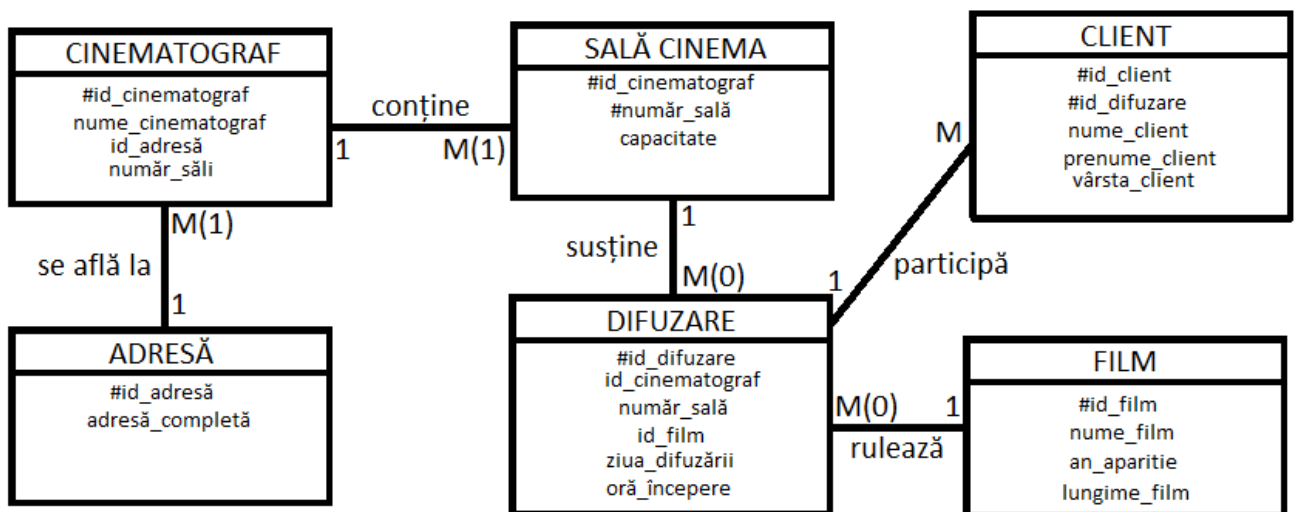 CINEMATOGRAF
#id_cinematograf
nume_cinematograf
id_adresă
număr_săli
conține
1
M(1)
SALĂ CINEMA
#id_cinematograf
#număr_sală
capacitate
CLIENT
#id_client
#id_difuzare
nume_client
prenume_client
vârsta_client
M
participă
1
M(1)
se află la
1
1
susține
M(0)
ADRESĂ
#id_adresă
adresă_completă
DIFUZARE
#id_difuzare
id_cinematograf
număr_sală
id_film
ziua_difuzării
oră_începere
M(0)
1
rulează
FILM
#id_film
nume_film
an_aparitie
lungime_film